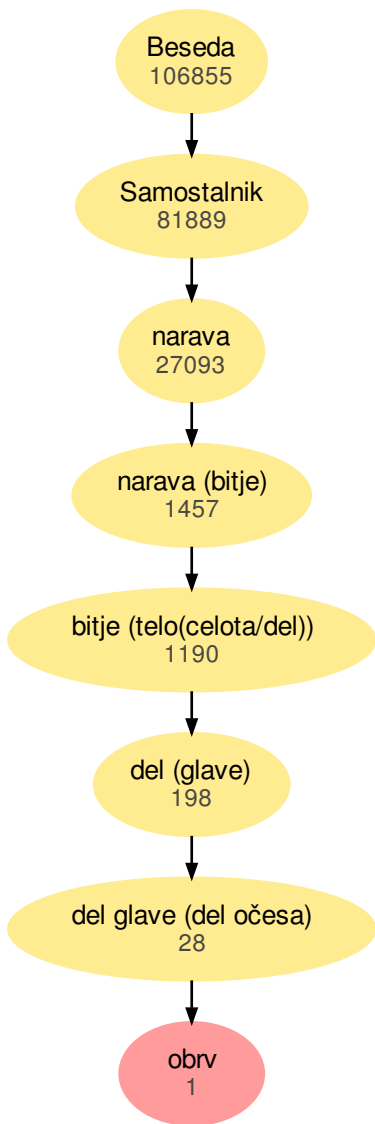 Beseda
106855
Samostalnik
81889
narava
27093
narava (bitje)
1457
bitje (telo(celota/del))
1190
del (glave)
198
del glave (del očesa)
28
obrv
1